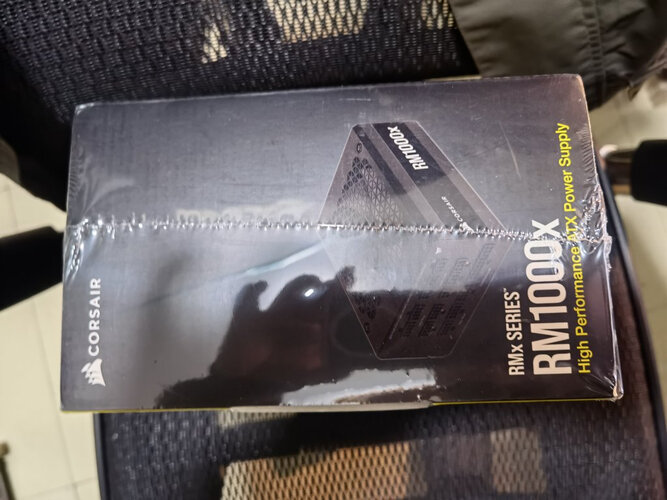 CORSAIR
RM1000x
CORSAIR
RMx SERIES™
RM1000x
High Performance ATX Power Supply